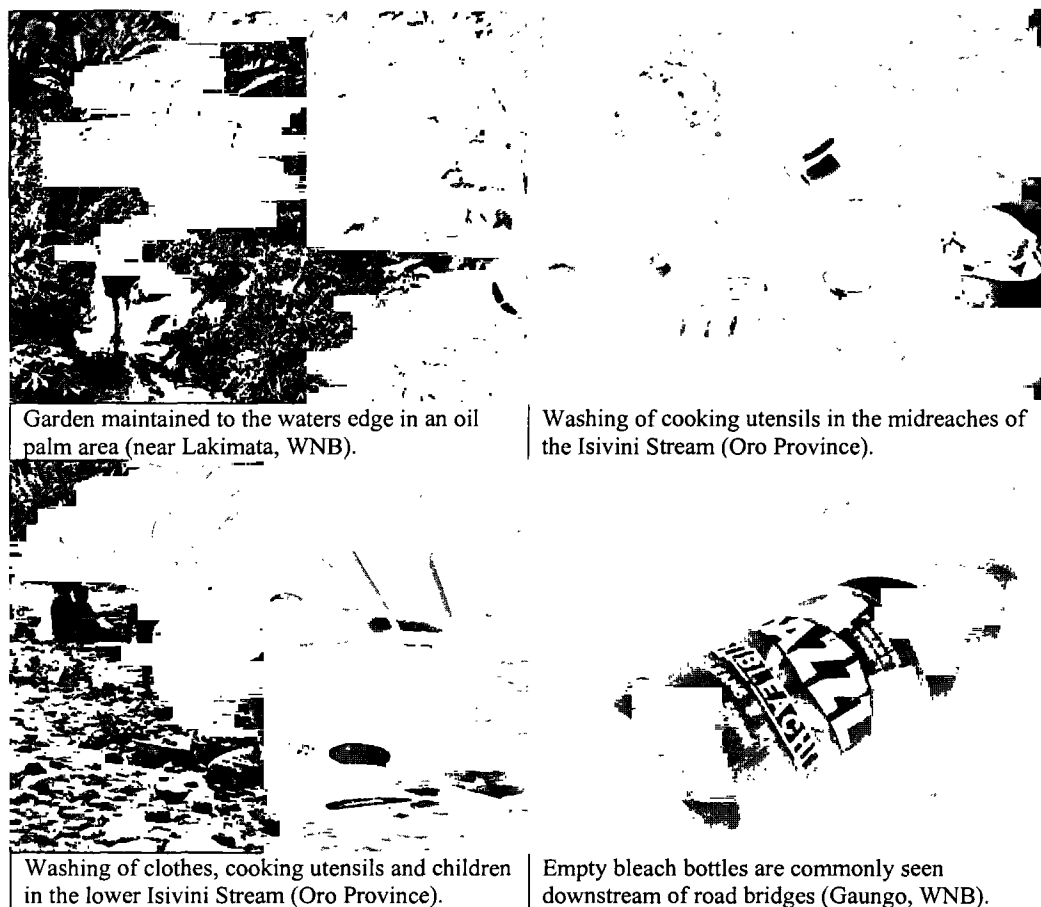 Garden maintained to the waters edge in an oil
palm area (near Lakimata, WNB).
Washing of cooking utensils in the midreaches of
the Isivini Stream (Oro Province).
BLEACH
Washing of clothes, cooking utensils and children
in the lower Isivini Stream (Oro Province).
Empty bleach bottles are commonly seen
downstream of road bridges (Gaungo, WNB).